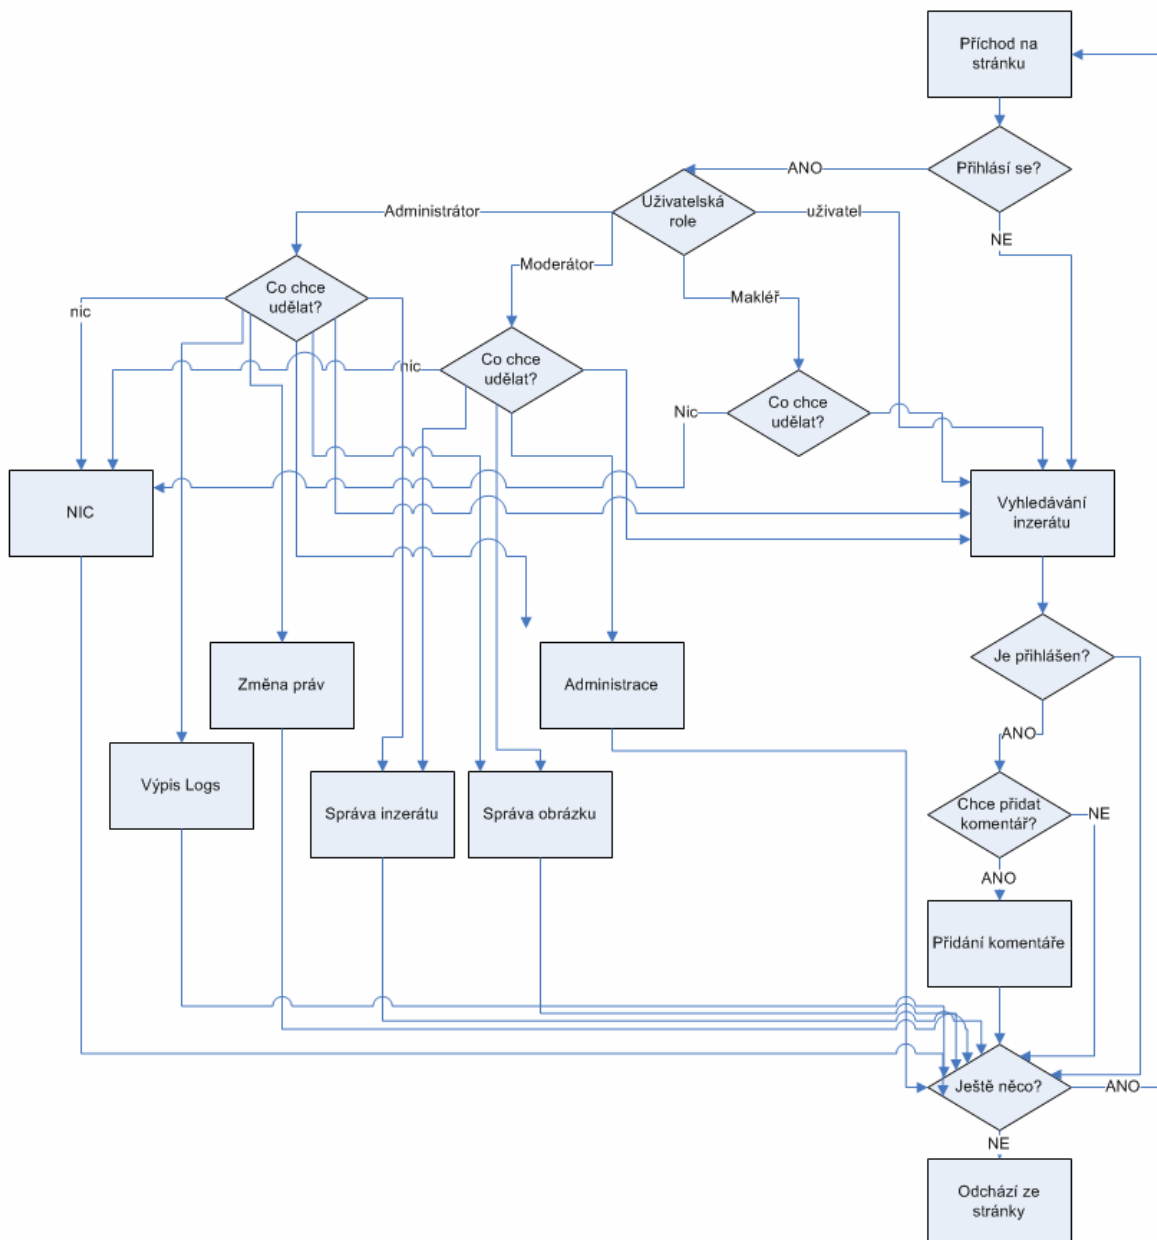 Příchod na
stránku
Přihlásí se?
ANO
Uživatelská
role
Administrátor
uživatel
NE
Moderátor
Co chce
udělat?
Makléř
nic
Co chce
udělat?
nic
Co chce
udělat?
Nic
NIC
Vyhledávání
inzerátu
Je přihlášen?
Změna práv
Administrace
ANO
Výpis Logs
Správa inzerátu
Správa obrázku
Chce přidat
komentář?
NE
ANO
Přidání komentáře
Ještě něco?
ANO
NE
Odchází ze
stránky